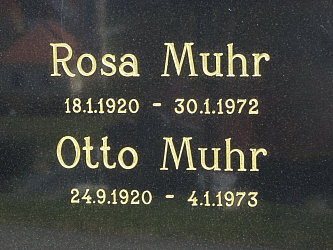 Rosa Muhr
18.1.1920 - 30.1.1972
Otto Muhr
24.9.1920 - 4.1.1973